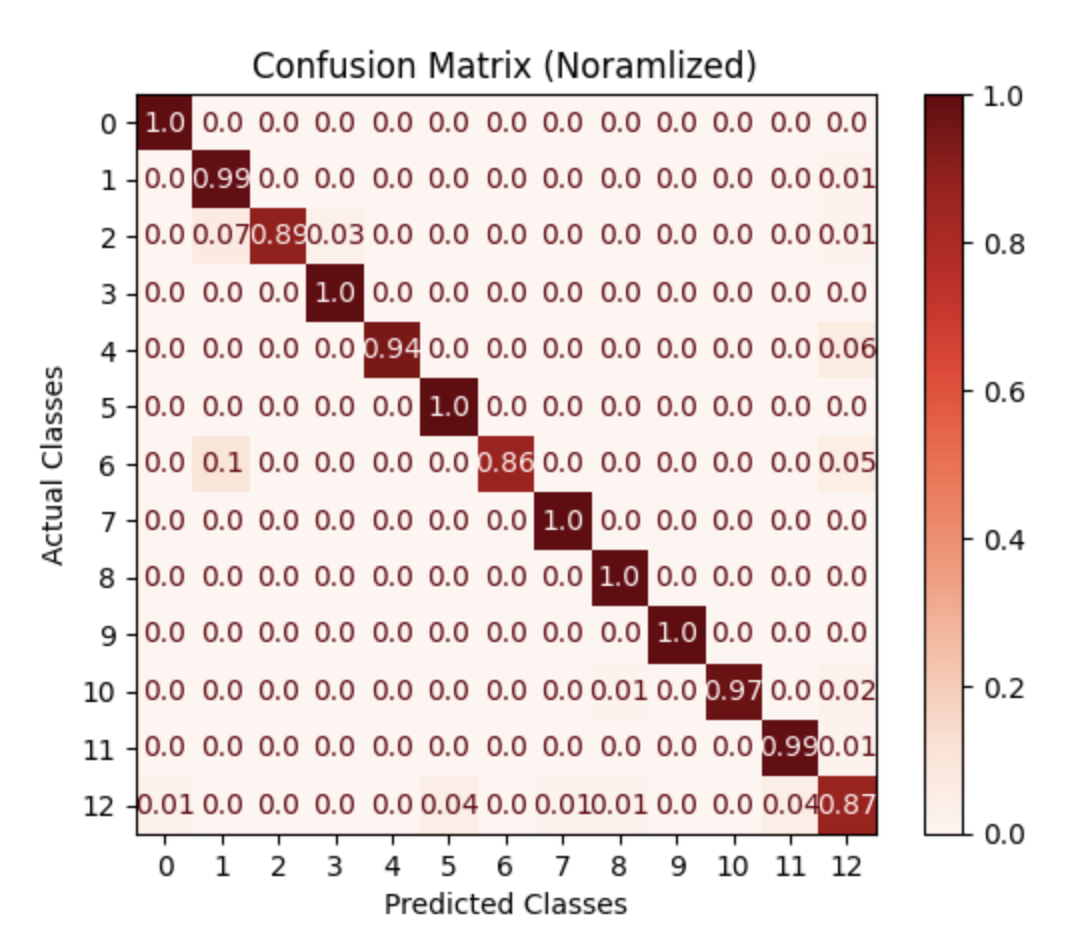 Confusion Matrix (Noramlized)
0 1.0 0.0 0.0 0.0 0.0 0.0 0.0 0.0 0.0 0.0 0.0 0.0 0.0
1 0.0 0.99 0.0 0.0 0.0 0.0 0.0 0.0 0.0 0.0 0.0 0.0 0.01
2 0.0 0.07 0.89 0.03 0.0 0.0 0.0 0.0 0.0 0.0 0.0 0.0 0.01
3 0.0 0.0 0.0 1.0 0.0 0.0 0.0 0.0 0.0 0.0 0.0 0.0 0.0
4 0.0 0.0 0.0 0.0 0.94 0.0 0.0 0.0 0.0 0.0 0.0 0.0 0.06
5 0.0 0.0 0.0 0.0 0.0 1.0 0.0 0.0 0.0 0.0 0.0 0.0 0.0
6 0.0 0.1 0.0 0.0 0.0 0.0 0.86 0.0 0.0 0.0 0.0 0.0 0.05
7 0.0 0.0 0.0 0.0 0.0 0.0 0.0 1.0 0.0 0.0 0.0 0.0 0.0
8 0.0 0.0 0.0 0.0 0.0 0.0 0.0 0.0 1.0 0.0 0.0 0.0 0.0
9 0.0 0.0 0.0 0.0 0.0 0.0 0.0 0.0 0.0 1.0 0.0 0.0 0.0
10 0.0 0.0 0.0 0.0 0.0 0.0 0.0 0.0 0.01 0.0 0.97 0.0 0.02
11 0.0 0.0 0.0 0.0 0.0 0.0 0.0 0.0 0.0 0.0 0.0 0.99 0.01
12 0.01 0.0 0.0 0.0 0.0 0.04 0.0 0.01 0.01 0.0 0.0 0.04 0.87
0 1 2 3 4 5 6 7 8 9 10 11 12
Predicted Classes
Actual Classes
1.0
0.8
0.6
0.4
0.2
0.0